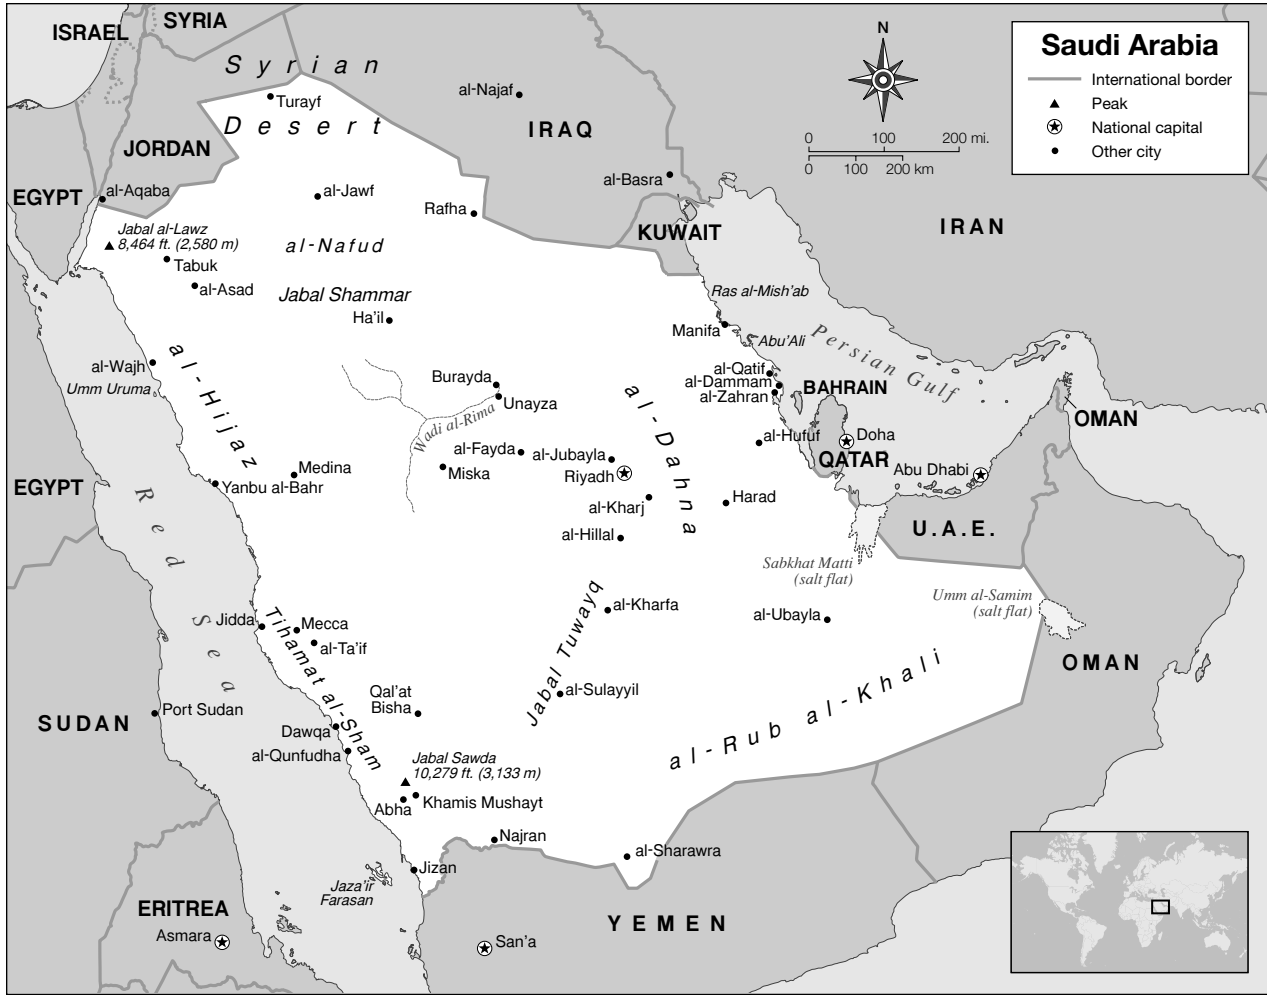 ISRAEL
SYRIA
Syrian
Desert
Turayf
al-Najaf
IRAQ
N
0 100 200 mi.
0 100 200 km
Saudi Arabia
International border
Peak
National capital
Other city
JORDAN
EGYPT
al-Aqaba
al-Jawf
Rafha
al-Basra
KUWAIT
IRAN
Jabal al-Lawz
8,464 ft. (2,580 m)
Tabuk
al-Asad
al-Nafud
Jabal Shammar
Ha'il
Ras al-Mish'ab
Manifa
Abu'Ali
Persian Gulf
al-Wajh
Umm Uruma
al-Hijaz
Burayda
Unayza
Wadi al-Rima
al-Dahna
al-Qatif
al-Dammam
al-Zahran
BAHRAIN
OMAN
al-Fayda
Miska
al-Jubayla
Riyadh
al-Hufuf
Doha
QATAR
Abu Dhabi
EGYPT
Medina
Yanbu al-Bahr
al-Kharj
Harad
al-Hillal
U.A.E.
Red Sea
Sabkhat Matti
(salt flat)
Umm al-Samim
(salt flat)
Jidda
Mecca
al-Ta'if
Tihamat al-Sham
Jabal Tuwayq
al-Kharfa
al-Ubayla
OMAN
al-Sulayyil
al-Rub al-Khali
SUDAN
Port Sudan
Qal'at
Bisha
Dawqa
al-Qunfudha
Jabal Sawda
10,279 ft. (3,133 m)
Abha
Khamis Mushayt
Najran
al-Sharawra
Jizan
Jaza'ir
Farasan
ERITREA
Asmara
San'a
YEMEN